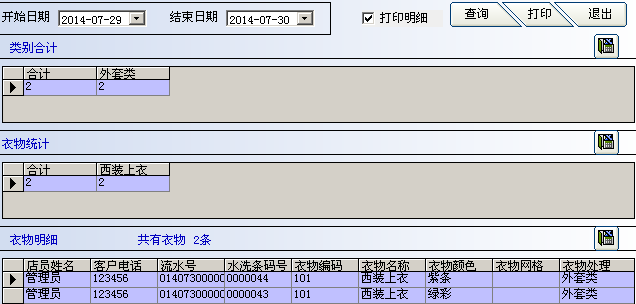 开始日期 2014-07-29 结束日期 2014-07-30 打印明细 查询 打印 退出
类别合计
合计 外套类
2 2
衣物统计
合计 西装上衣
2 2
衣物明细 共有衣物 2条
店员姓名 客户电话 流水号 水洗条码号 衣物编码 衣物名称 衣物颜色 衣物网格 衣物处理
管理员 123456 01407300000 0000044 101 西装上衣 紫条 外套类
管理员 123456 01407300000 0000043 101 西装上衣 绿彩 外套类